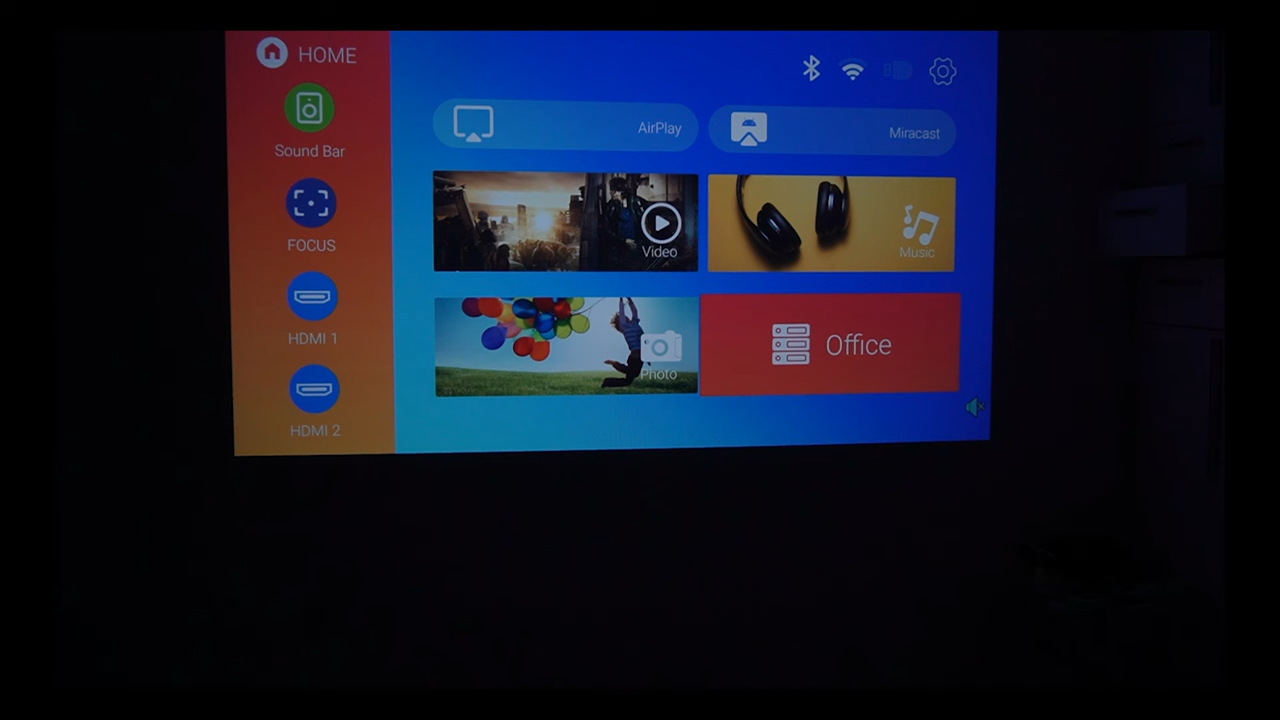 HOME
Sound Bar
FOCUS
HDMI 1
HDMI 2
AirPlay
Miracast
Video
Music
Photo
Office